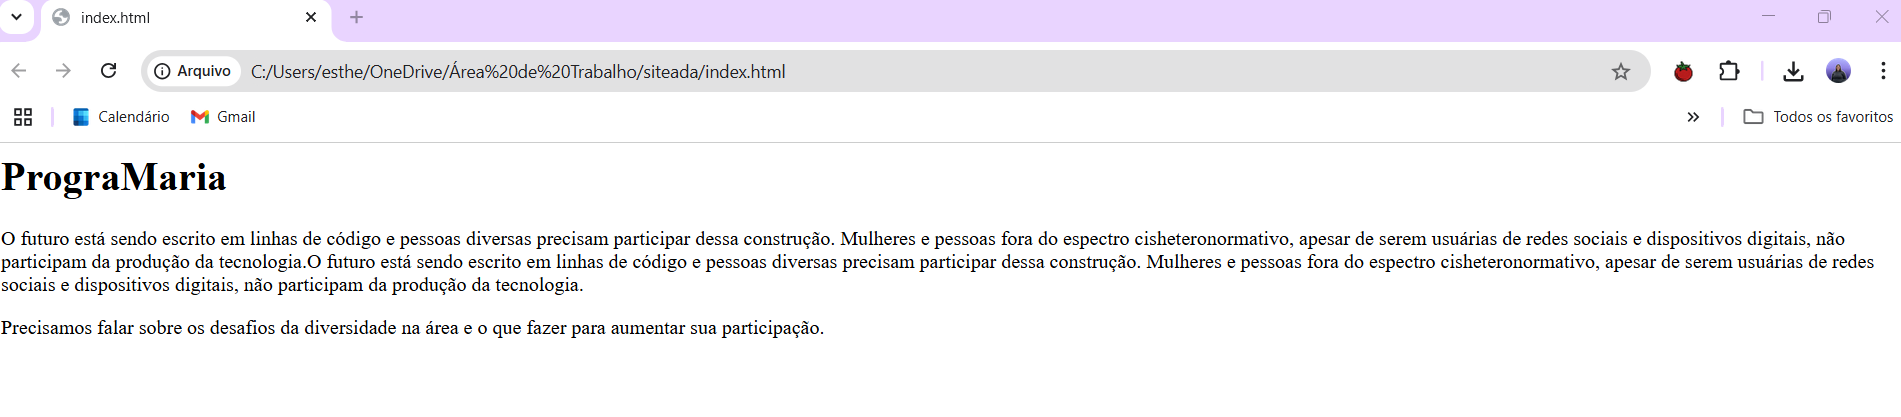 index.html
Arquivo C:/Users/esthe/OneDrive/Área%20de%20Trabalho/siteada/index.html
Calendário Gmail Todos os favoritos
PrograMaria
O futuro está sendo escrito em linhas de código e pessoas diversas precisam participar dessa construção. Mulheres e pessoas fora do espectro cisheteronormativo, apesar de serem usuárias de redes sociais e dispositivos digitais, não
participam da produção da tecnologia.O futuro está sendo escrito em linhas de código e pessoas diversas precisam participar dessa construção. Mulheres e pessoas fora do espectro cisheteronormativo, apesar de serem usuárias de redes
sociais e dispositivos digitais, não participam da produção da tecnologia.
Precisamos falar sobre os desafios da diversidade na área e o que fazer para aumentar sua participação.